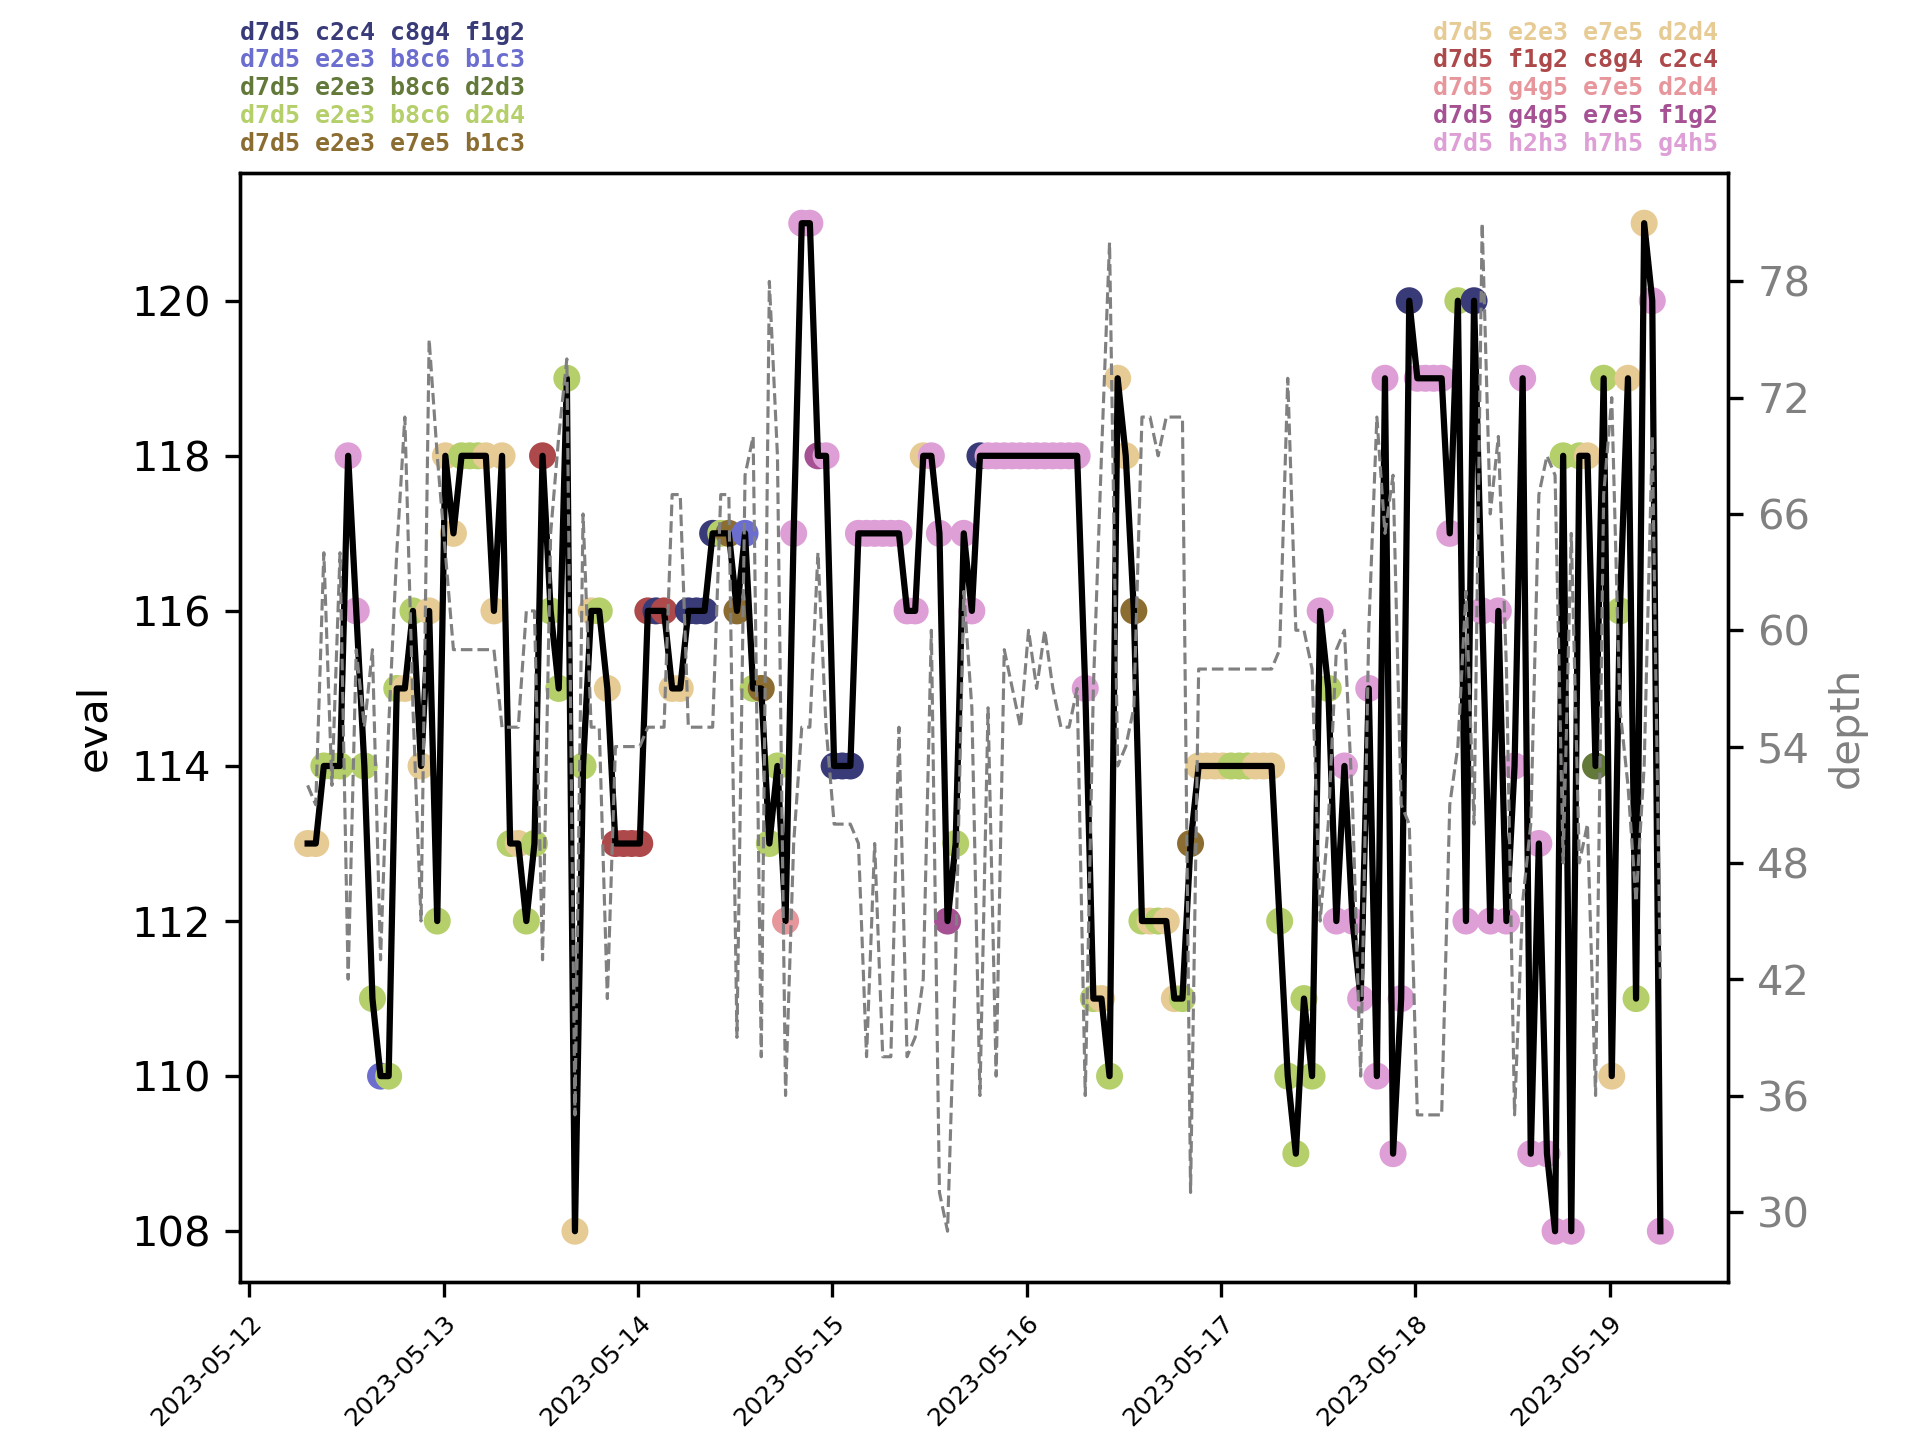 d7d5 c2c4 c8g4 f1g2
d7d5 e2e3 b8c6 b1c3
d7d5 e2e3 b8c6 d2d3
d7d5 e2e3 b8c6 d2d4
d7d5 e2e3 e7e5 b1c3
d7d5 e2e3 e7e5 d2d4
d7d5 f1g2 c8g4 c2c4
d7d5 g4g5 e7e5 d2d4
d7d5 g4g5 e7e5 f1g2
d7d5 h2h3 h7h5 g4h5
eval
120
118
116
114
112
110
108
78
72
66
60
54
48
42
36
30
depth
2023-05-12
2023-05-13
2023-05-14
2023-05-15
2023-05-16
2023-05-17
2023-05-18
2023-05-19